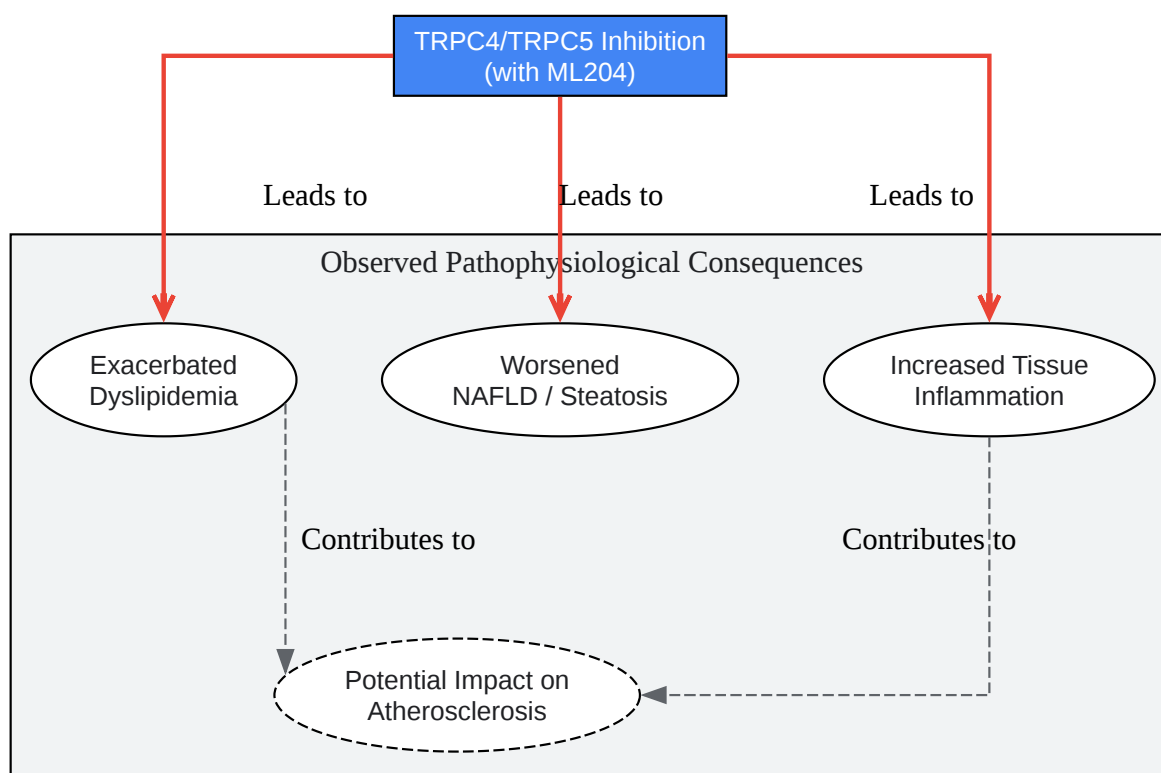 TRPC4/TRPC5 Inhibition
(with ML204)
Leads to
Leads to
Leads to
Observed Pathophysiological Consequences
Exacerbated
Dyslipidemia
Worsened
NAFLD / Steatosis
Increased Tissue
Inflammation
Contributes to
Contributes to
Potential Impact on
Atherosclerosis